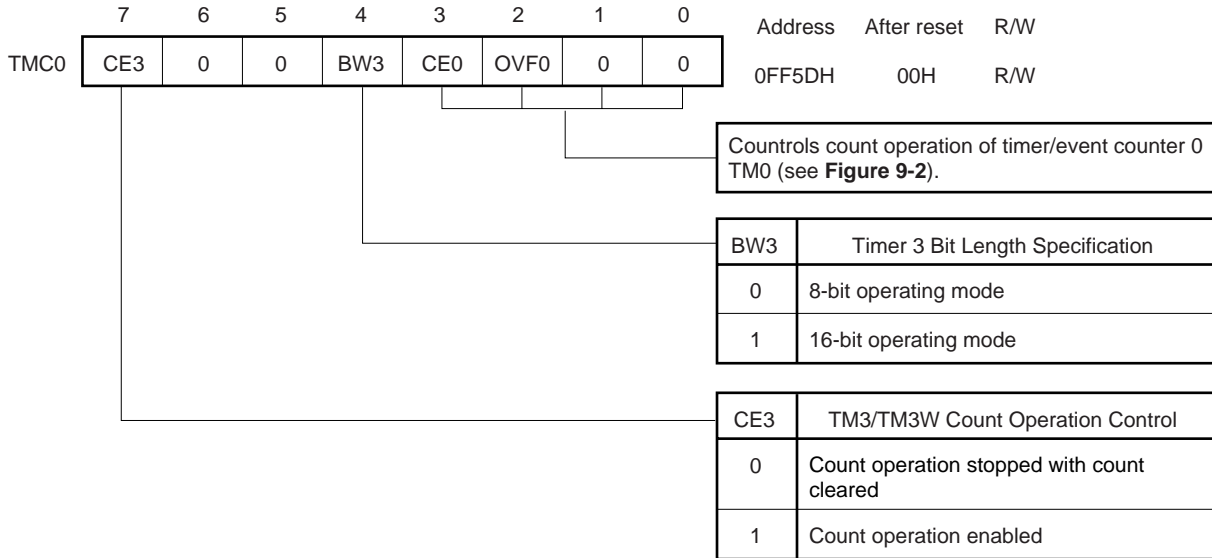 7 6 5 4 3 2 1 0
Address After reset R/W
TMC0 CE3 0 0 BW3 CE0 OVF0 0 0
0FF5DH 00H R/W
Countrols count operation of timer/event counter 0
TM0 (see Figure 9-2).
BW3 Timer 3 Bit Length Specification
0 8-bit operating mode
1 16-bit operating mode
CE3 TM3/TM3W Count Operation Control
0 Count operation stopped with count
cleared
1 Count operation enabled